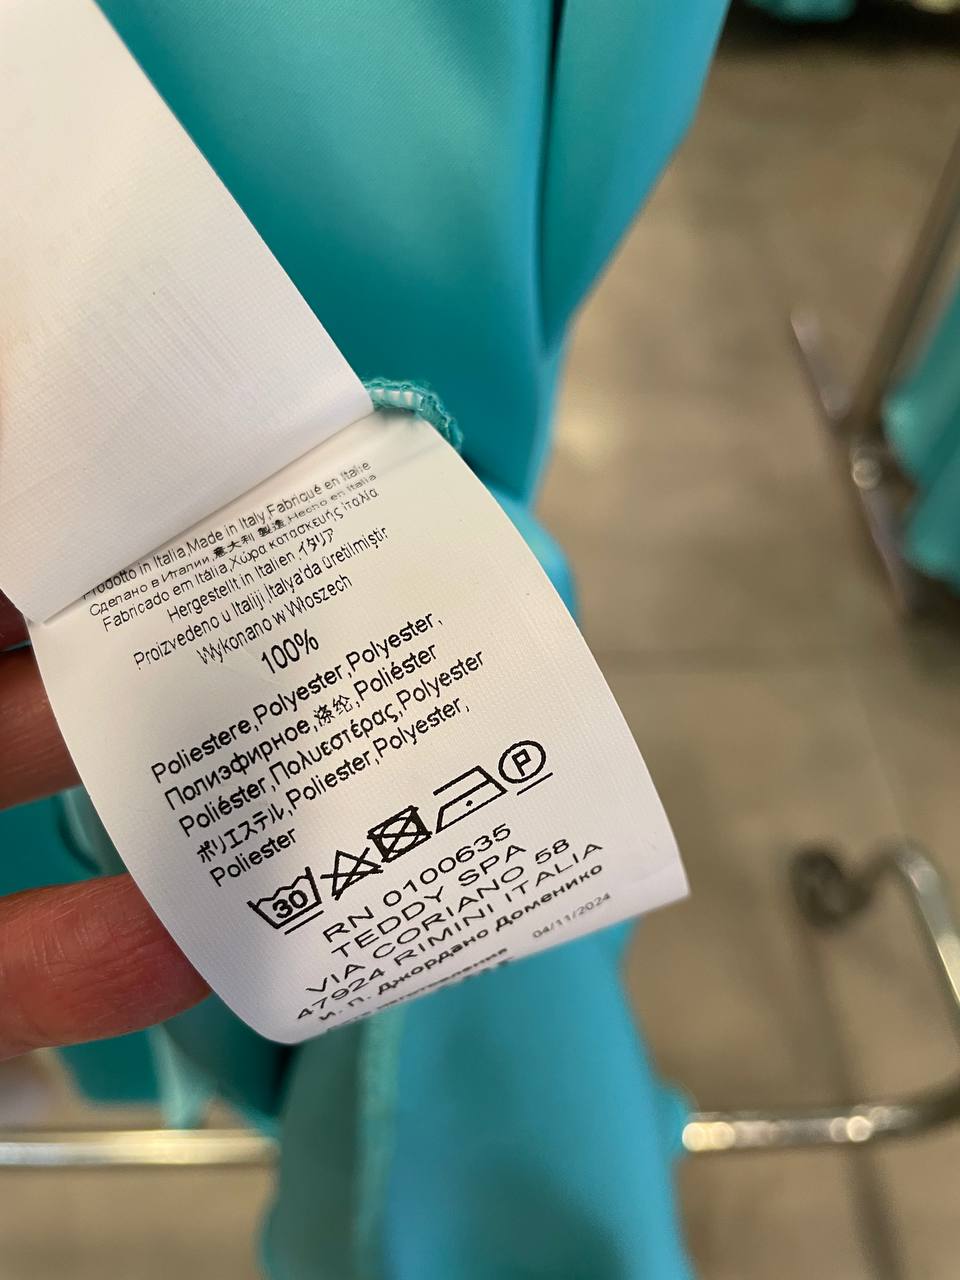 Prodotto in Italia,Made in Italy,Fabriqué en Italie
Сделано в Италии,意大利 製造,Hecho en Italia
Fabricado em Itália,Χώρα κατασκευής Ιταλία
Hergestellt in Italien イタリア
Proizvedeno u Italiji,İtalya'da üretilmiştir
Wykonano w Włoszech
100%
Poliestere,Polyester,Polyester,
Полиэфирное,涤纶,Poliéster
Poliéster,Πολυεστέρας,Polyester
ポリエステル,Poliester,Polyester,
Poliester
30 P
RN 0100635
TEDDY SPA
VIA CORIANO 58
47924 RIMINI ITALIA
И. П. Джордано Доменико
04/11/2024